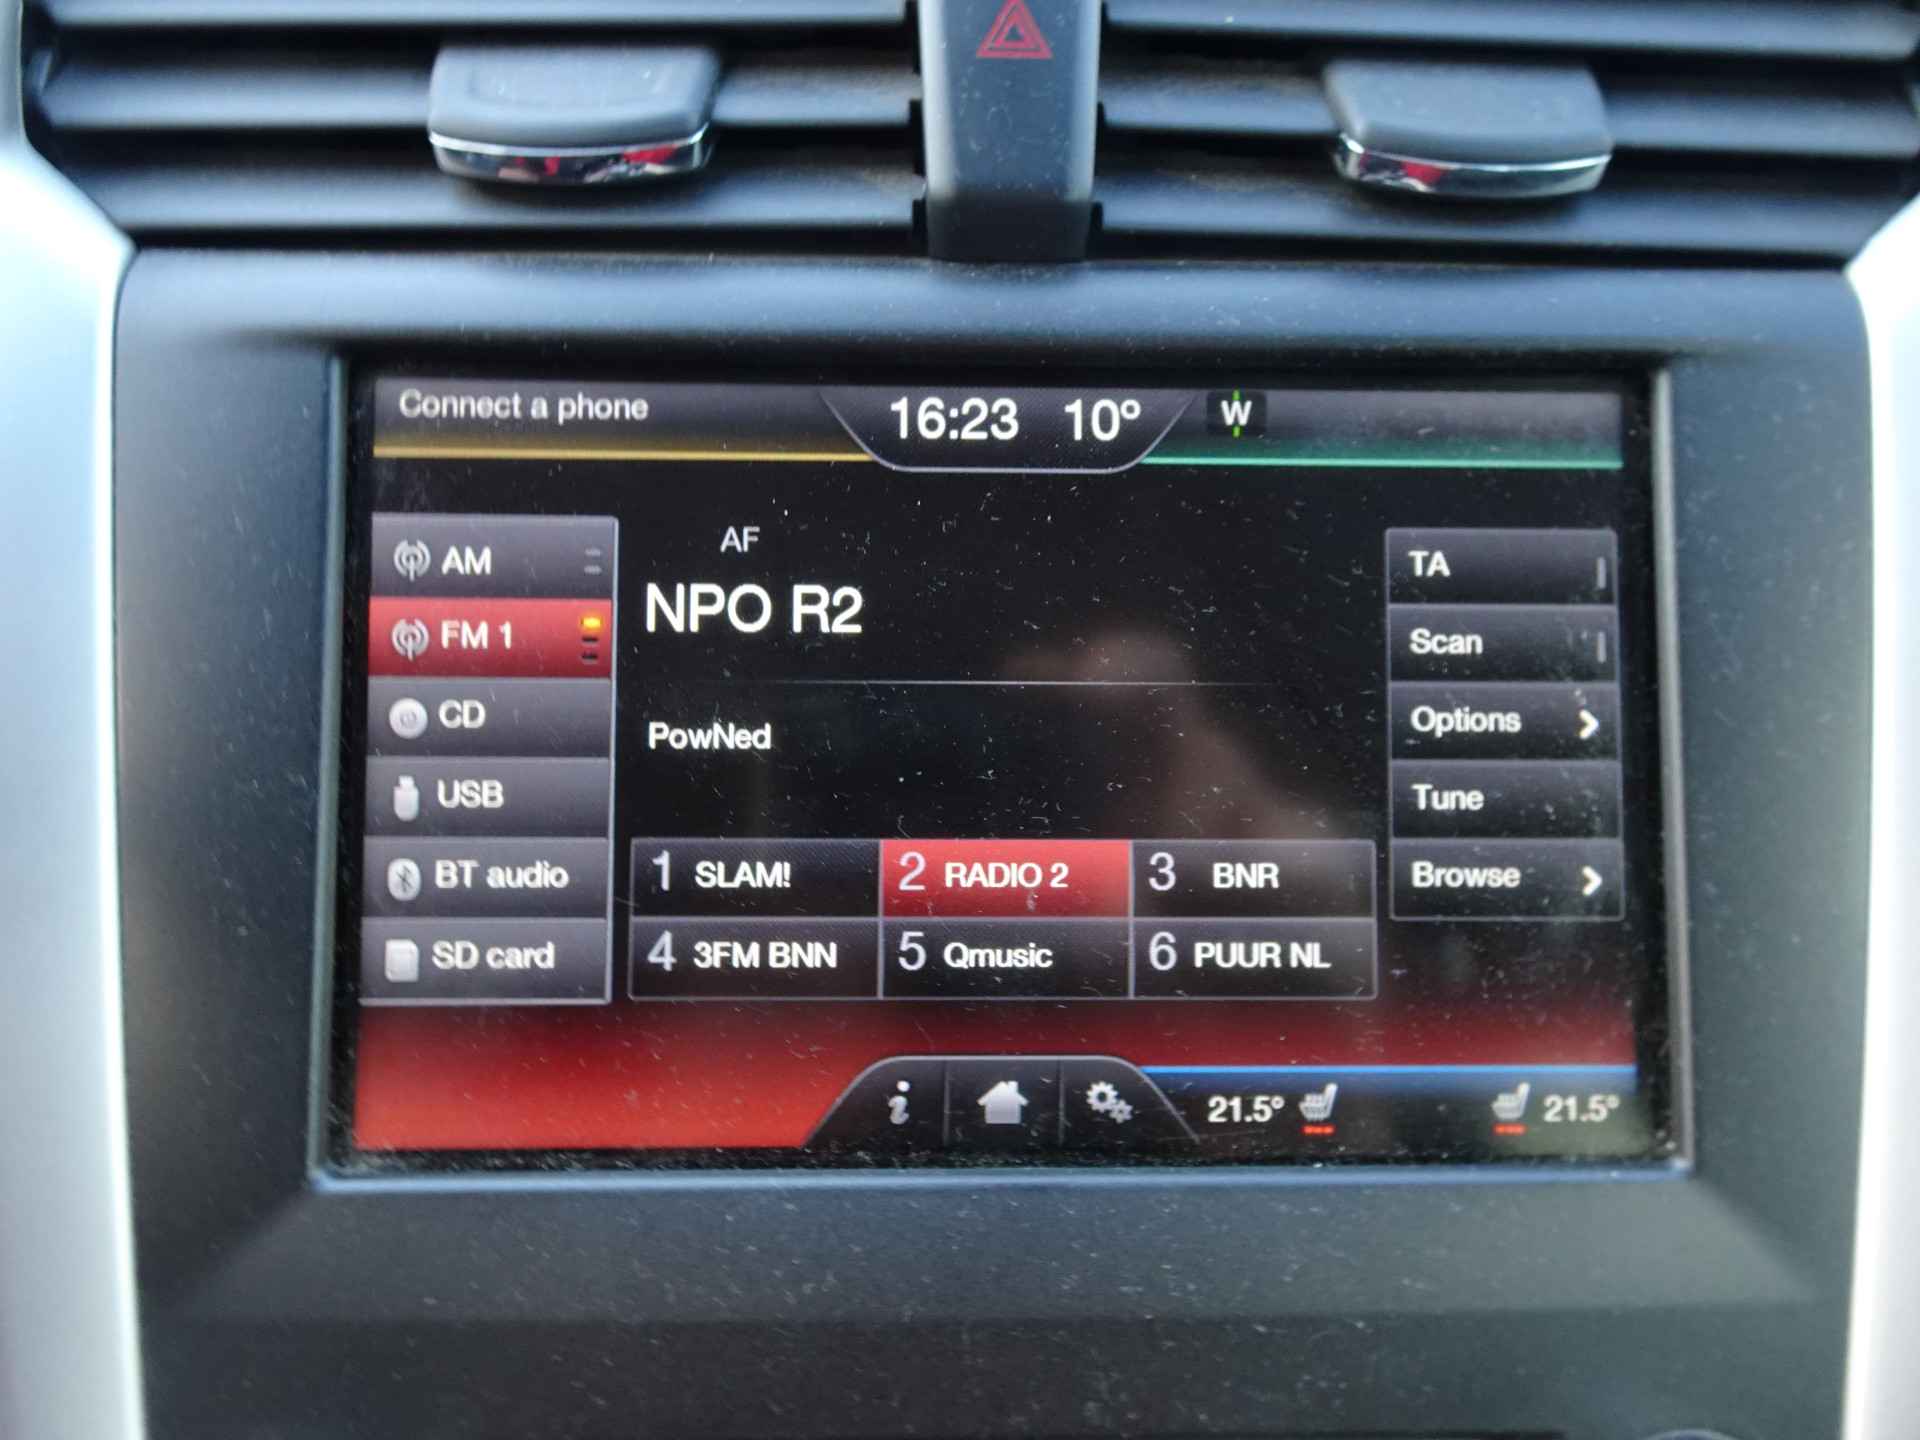 Connect a phone
16:23 10°
W
AM
FM 1
CD
USB
BT audio
SD card
AF
NPO R2
PowNed
1 SLAM!
2 RADIO 2
3 BNR
4 3FM BNN
5 Qmusic
6 PUUR NL
TA
Scan
Options
Tune
Browse
i
21.5°
21.5°